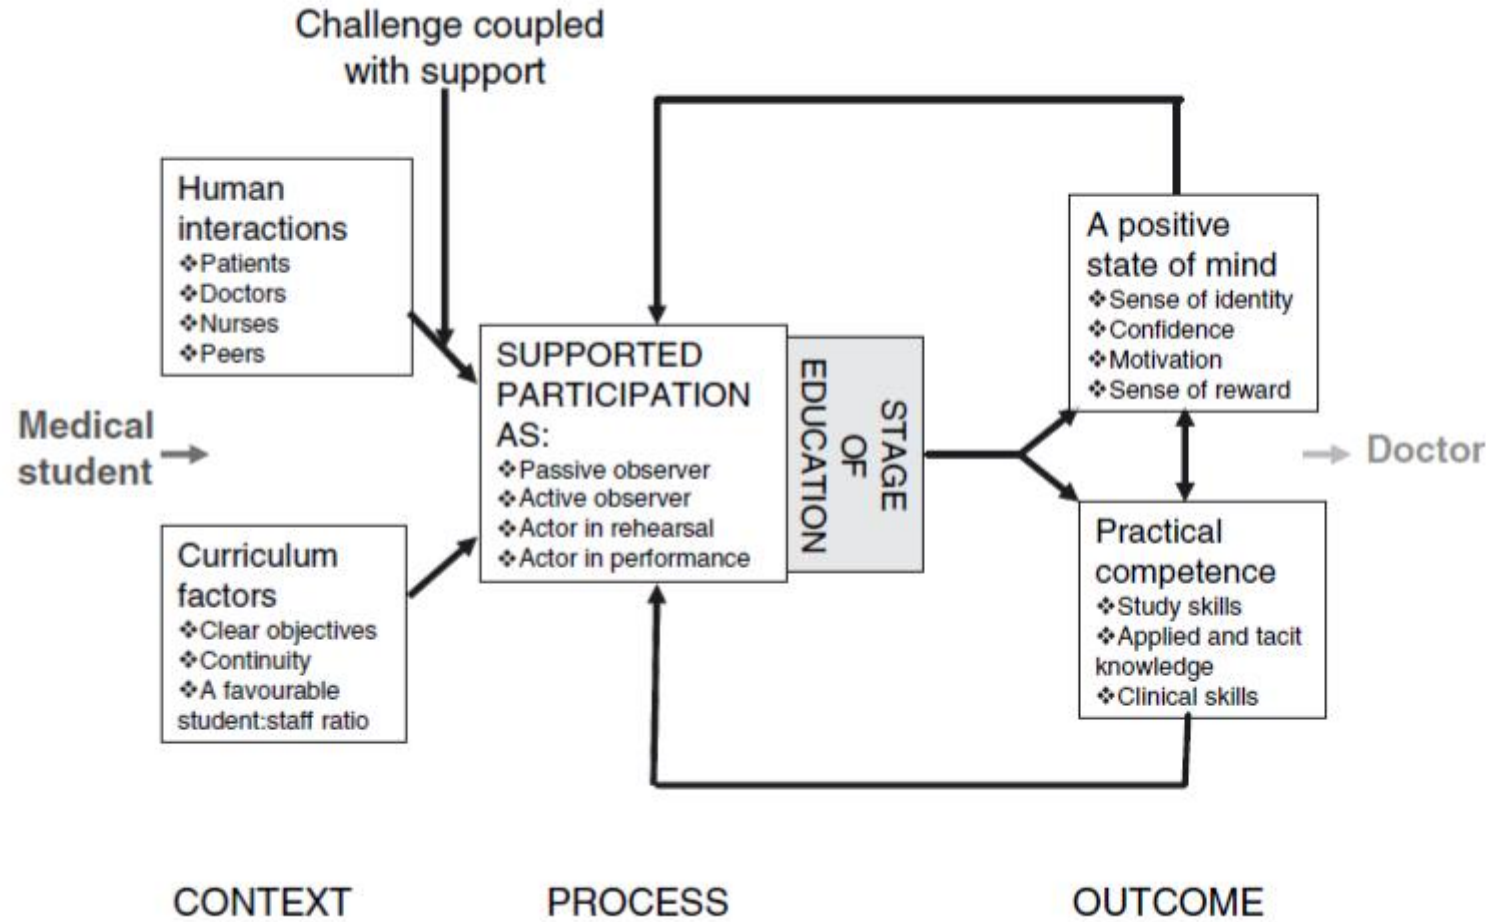 Challenge coupled
with support
Human
interactions
❖Patients
❖Doctors
❖Nurses
❖Peers
Medical
student
Curriculum
factors
❖Clear objectives
❖Continuity
❖A favourable
student:staff ratio
SUPPORTED
PARTICIPATION
AS:
❖Passive observer
❖Active observer
❖Actor in rehearsal
❖Actor in performance
STAGE
OF
EDUCATION
A positive
state of mind
❖Sense of identity
❖Confidence
❖Motivation
❖Sense of reward
Doctor
Practical
competence
❖Study skills
❖Applied and tacit
knowledge
❖Clinical skills
CONTEXT
PROCESS
OUTCOME